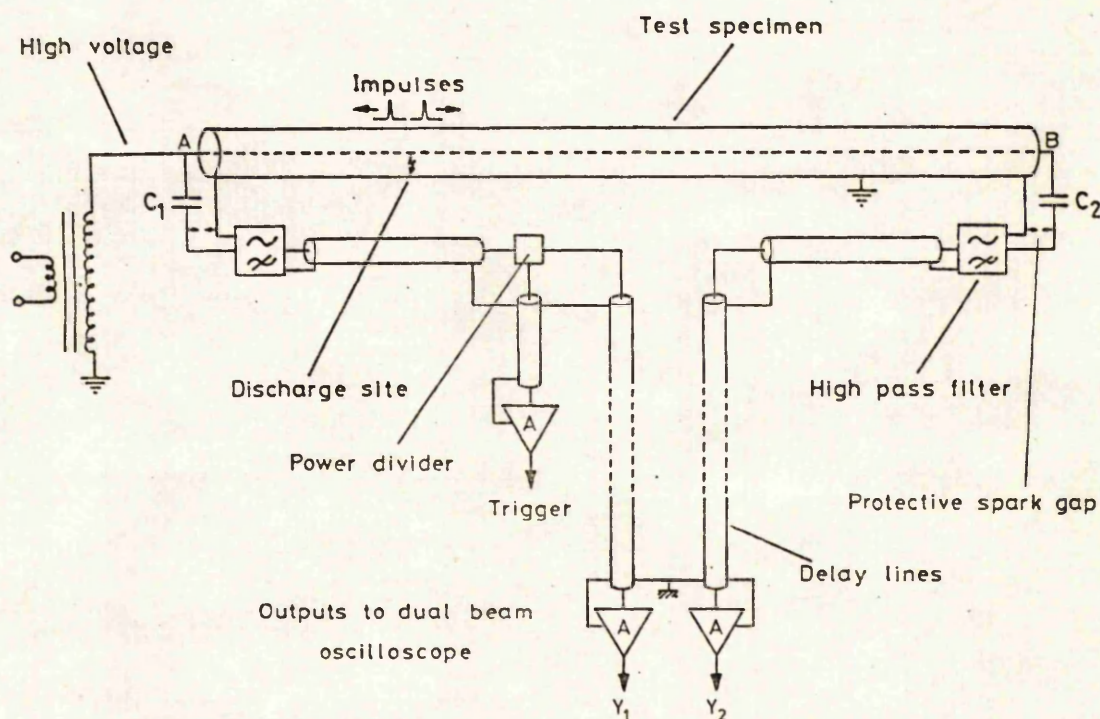 High voltage
Test specimen
Impulses
A
B
C1
C2
Discharge site
High pass filter
Power divider
A
Protective spark gap
Trigger
Delay lines
Outputs to dual beam
oscilloscope
A
A
Y1
Y2